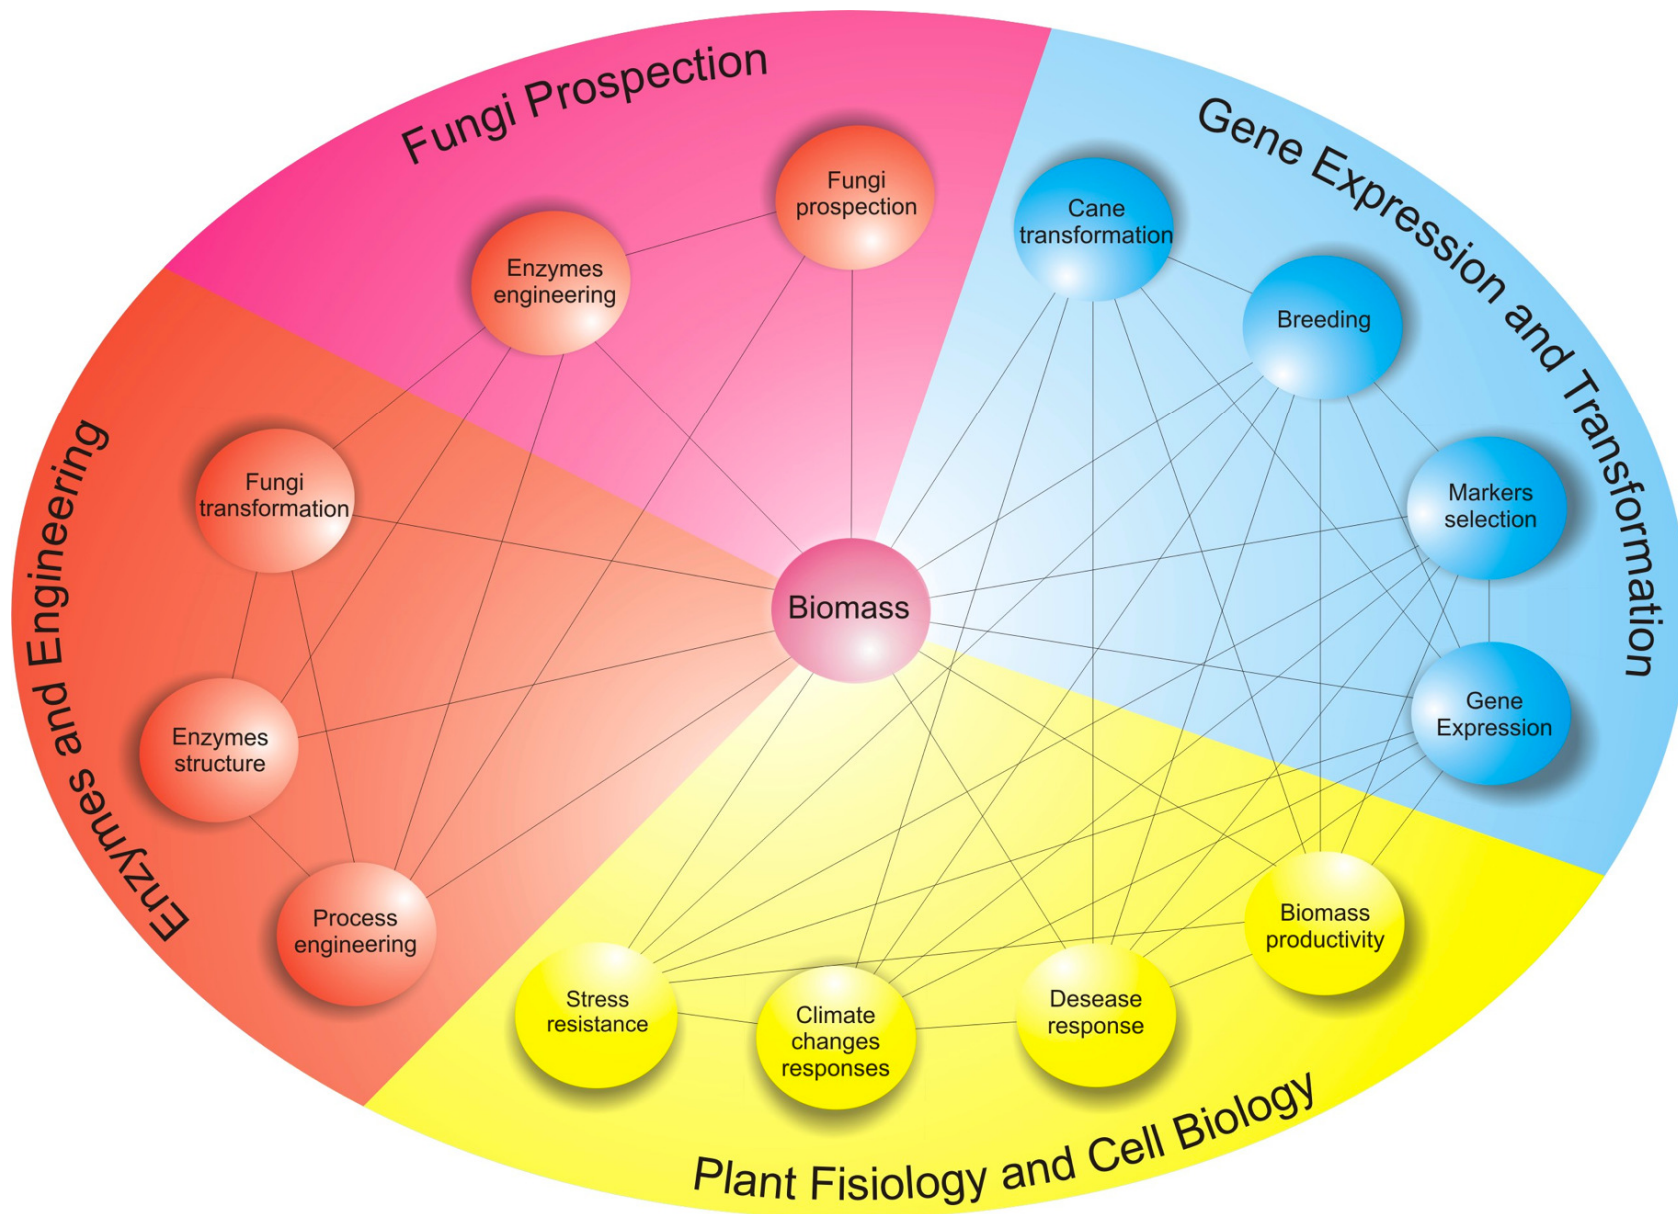 Fungi Prospection
Fungi
prospection
Enzymes
engineering
Gene Expression and Transformation
Cane
transformation
Breeding
Markers
selection
Gene
Expression
Enzymes and Engineering
Fungi
transformation
Enzymes
structure
Process
engineering
Biomass
Biomass
productivity
Desease
response
Climate
changes
responses
Stress
resistance
Plant Fisiology and Cell Biology